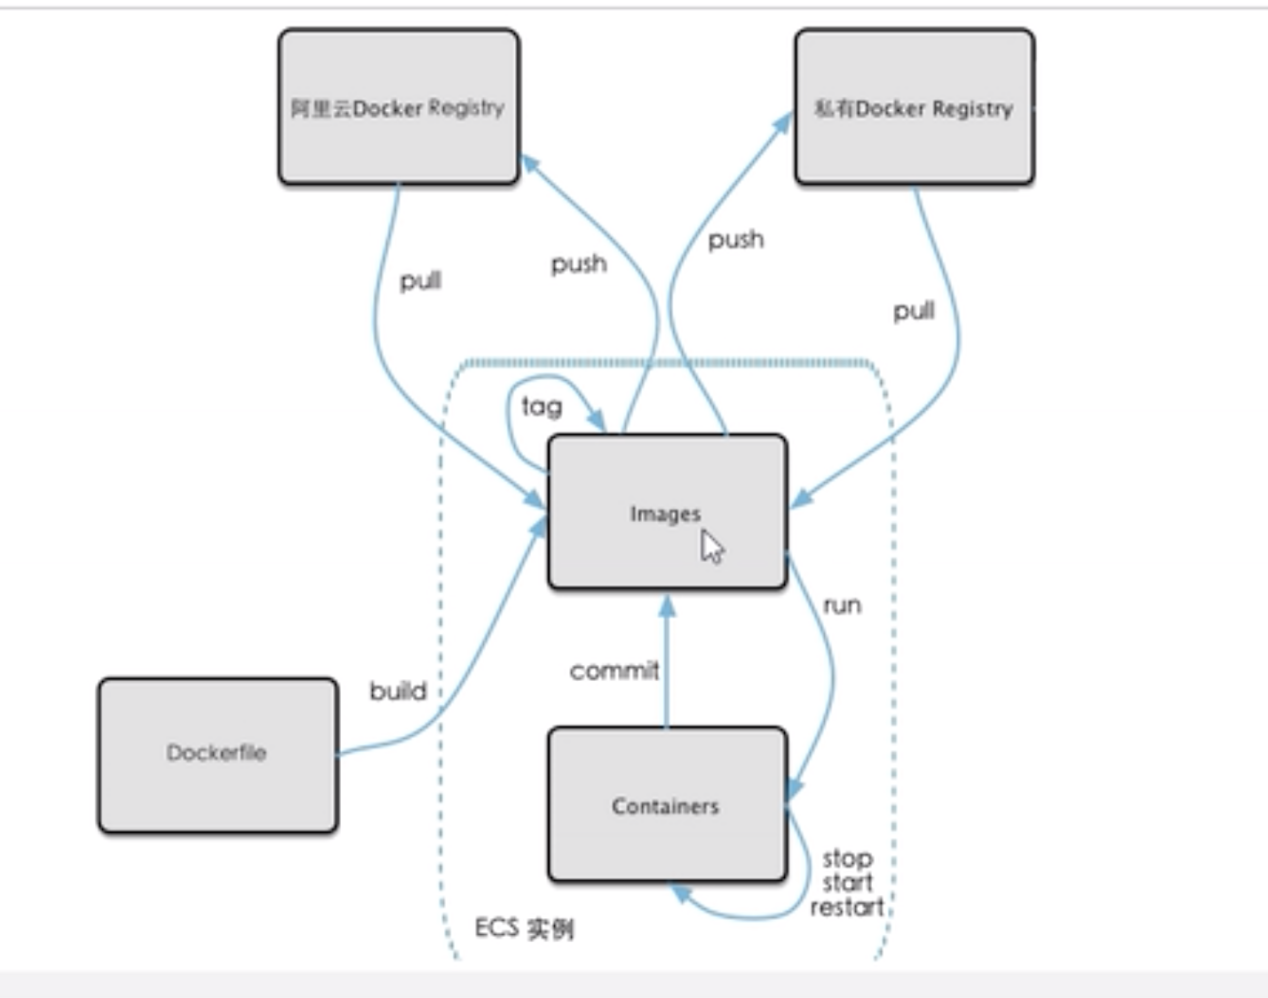 阿里云Docker Registry
私有Docker Registry
push
push
pull
pull
tag
Images
run
commit
build
Dockerfile
Containers
stop
start
restart
ECS 实例